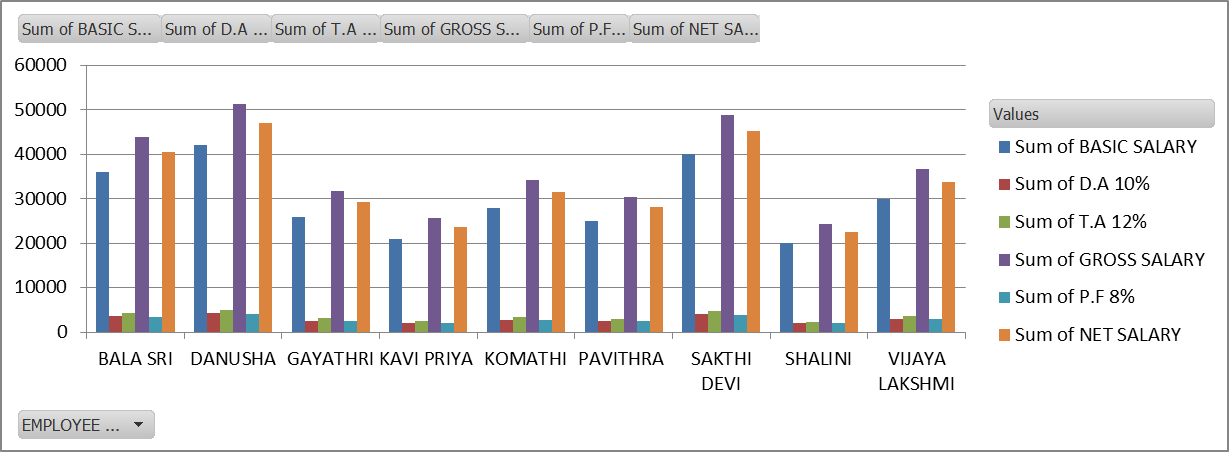 Sum of BASIC S... Sum of D.A ... Sum of T.A ... Sum of GROSS S... Sum of P.F... Sum of NET SA...
60000
50000
40000
30000
20000
10000
0
BALA SRI DANUSHA GAYATHRI KAVI PRIYA KOMATHI PAVITHRA SAKTHI DEVI SHALINI VIJAYA LAKSHMI
Values
Sum of BASIC SALARY
Sum of D.A 10%
Sum of T.A 12%
Sum of GROSS SALARY
Sum of P.F 8%
Sum of NET SALARY
EMPLOYEE ...